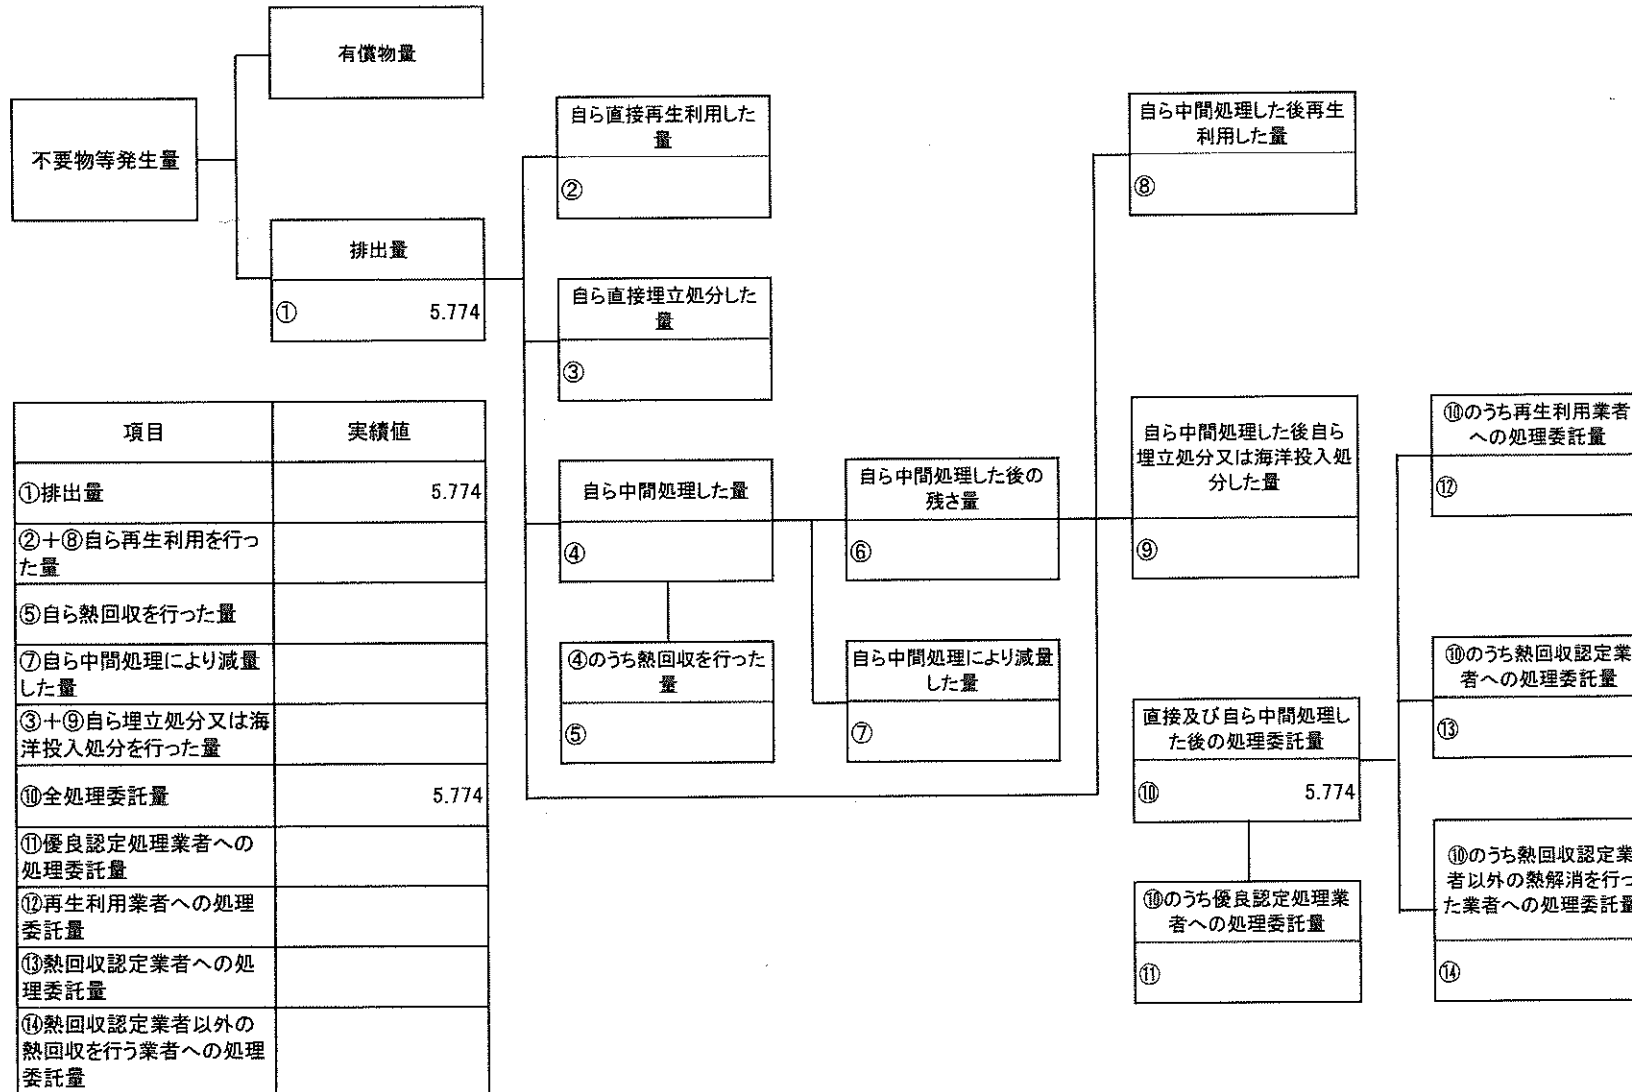 有償物量
不要物等発生量
排出量
① 5.774
自ら直接再生利用した
量
②
自ら直接埋立処分した
量
③
自ら中間処理した量
④
④のうち熱回収を行った
量
⑤
自ら中間処理した後の
残さ量
⑥
自ら中間処理により減量
した量
⑦
自ら中間処理した後再生
利用した量
⑧
自ら中間処理した後自ら
埋立処分又は海洋投入処
分した量
⑨
直接及び自ら中間処理し
た後の処理委託量
⑩ 5.774
⑩のうち優良認定処理業
者への処理委託量
⑪
⑩のうち再生利用業者
への処理委託量
⑫
⑩のうち熱回収認定業
者への処理委託量
⑬
⑩のうち熱回収認定業
者以外の熱解消を行っ
た業者への処理委託量
⑭
項目 実績値
①排出量 5.774
②+⑧自ら再生利用を行っ
た量
⑤自ら熱回収を行った量
⑦自ら中間処理により減量
した量
③+⑨自ら埋立処分又は海
洋投入処分を行った量
⑩全処理委託量 5.774
⑪優良認定処理業者への
処理委託量
⑫再生利用業者への処理
委託量
⑬熱回収認定業者への処
理委託量
⑭熱回収認定業者以外の
熱回収を行う業者への処理
委託量